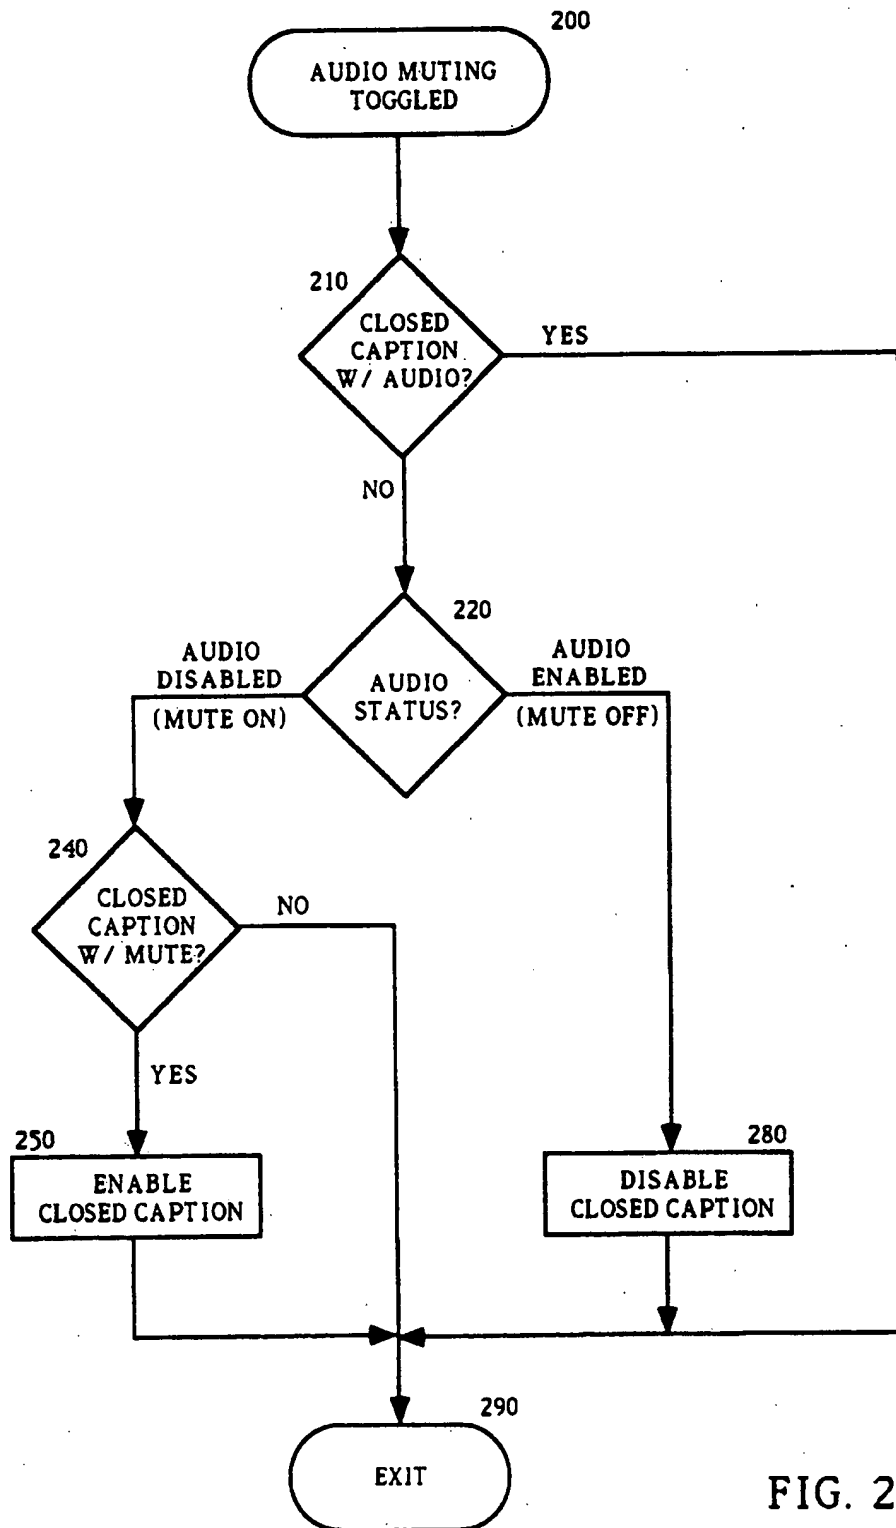 200
AUDIO MUTING
TOGGLED
210
CLOSED
CAPTION
W/ AUDIO?
YES
NO
220
AUDIO
STATUS?
AUDIO
DISABLED
(MUTE ON)
AUDIO
ENABLED
(MUTE OFF)
240
CLOSED
CAPTION
W/ MUTE?
NO
YES
250
ENABLE
CLOSED CAPTION
280
DISABLE
CLOSED CAPTION
290
EXIT
FIG. 2